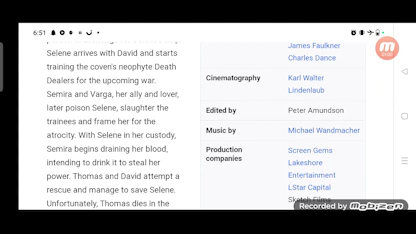 6:51
Selene arrives with David and starts
training the coven's neophyte Death
Dealers for the upcoming war.
Semira and Varga, her ally and lover,
later poison Selene, slaughter the
trainees and frame her for the
atrocity. With Selene in her custody,
Semira begins draining her blood,
intending to drink it to steal her
power. Thomas and David attempt a
rescue and manage to save Selene.
Unfortunately, Thomas dies in the
James Faulkner
Charles Dance
Cinematography Karl Walter
Lindenlaub
Edited by Peter Amundson
Music by Michael Wandmacher
Production Screen Gems
companies Lakeshore
Entertainment
LStar Capital
Sketch Films
Recorded by Mobizen